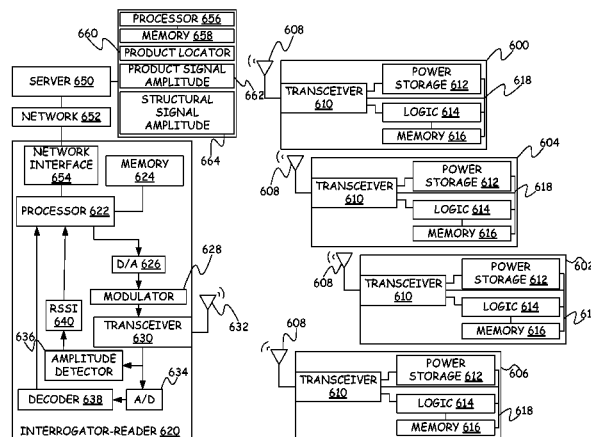 PROCESSOR 656
MEMORY 658
PRODUCT LOCATOR
PRODUCT SIGNAL
AMPLITUDE
STRUCTURAL
SIGNAL
AMPLITUDE
660
662
664
SERVER 650
NETWORK 652
NETWORK
INTERFACE
654
MEMORY
624
PROCESSOR 622
D/A 626
628
MODULATOR
TRANSCEIVER
630
632
RSSI
640
636
AMPLITUDE
DETECTOR
634
DECODER 638
A/D
INTERROGATOR-READER 620
608
600
TRANSCEIVER
610
POWER
STORAGE 612
618
LOGIC 614
MEMORY 616
604
608
TRANSCEIVER
610
POWER
STORAGE 612
618
LOGIC 614
MEMORY 616
602
608
TRANSCEIVER
610
POWER
STORAGE 612
LOGIC 614
MEMORY 616
608
606
TRANSCEIVER
610
POWER
STORAGE 612
618
LOGIC 614
MEMORY 616